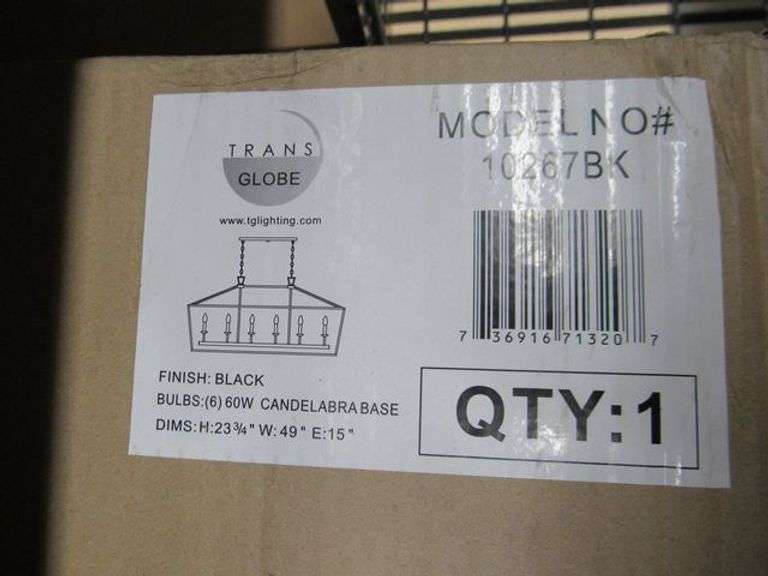 TRANS
GLOBE
www.tglighting.com
FINISH: BLACK
BULBS:(6) 60W CANDELABRA BASE
DIMS: H:23¾" W: 49" E:15"
MODEL NO#
10267BK
7 36916 71320 7
QTY:1